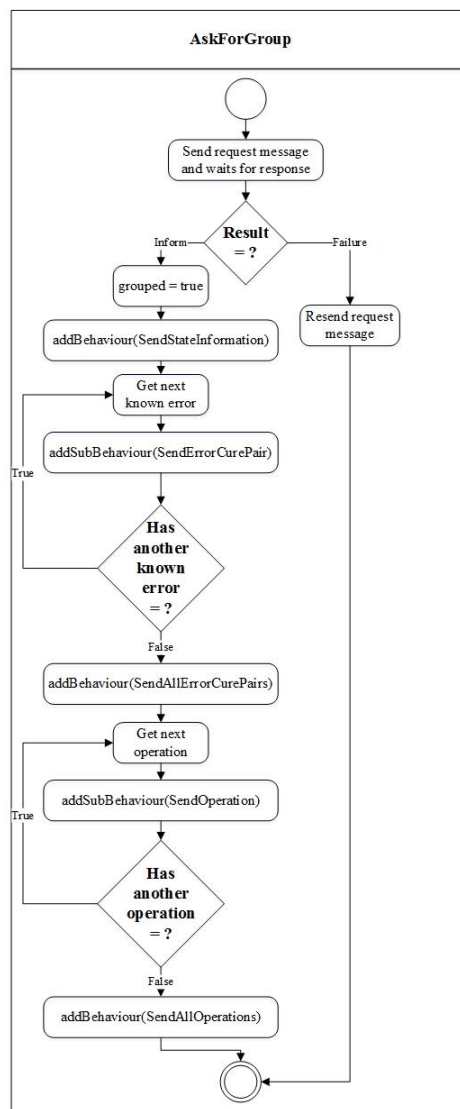 AskForGroup
Send request message
and waits for response
Result
= ?
Inform
Failure
grouped = true
Resend request
message
addBehaviour(SendStateInformation)
Get next
known error
addSubBehaviour(SendErrorCurePair)
True
Has
another
known
error
= ?
False
addBehaviour(SendAllErrorCurePairs)
Get next
operation
addSubBehaviour(SendOperation)
True
Has
another
operation
= ?
False
addBehaviour(SendAllOperations)